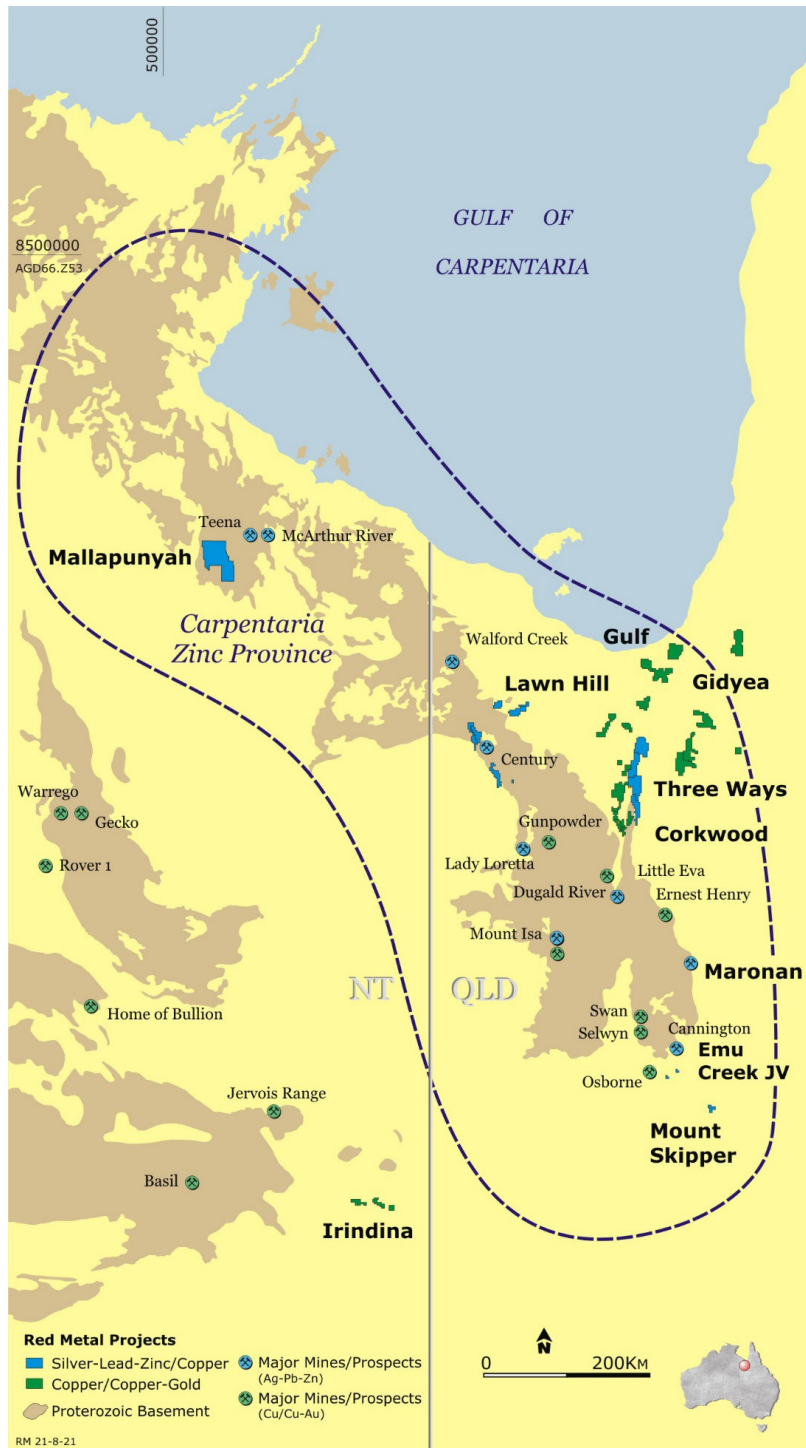 500000
GULF OF
CARPENTARIA
8500000
AGD66.Z53
Teena
McArthur River
Mallapunyah
Carpentaria
Zinc Province
Walford Creek
Gulf
Lawn Hill
Gidyea
Century
Three Ways
Warrego
Gecko
Gunpowder
Corkwood
Rover 1
Lady Loretta
Little Eva
Dugald River
Ernest Henry
Mount Isa
Maronan
NT
QLD
Home of Bullion
Swan
Selwyn
Cannington
Emu
Creek JV
Osborne
Jervois Range
Mount
Skipper
Basil
Irindina
Red Metal Projects
Silver-Lead-Zinc/Copper
Copper/Copper-Gold
Proterozoic Basement
Major Mines/Prospects
(Ag-Pb-Zn)
Major Mines/Prospects
(Cu/Cu-Au)
N
0 200KM
RM 21-8-21